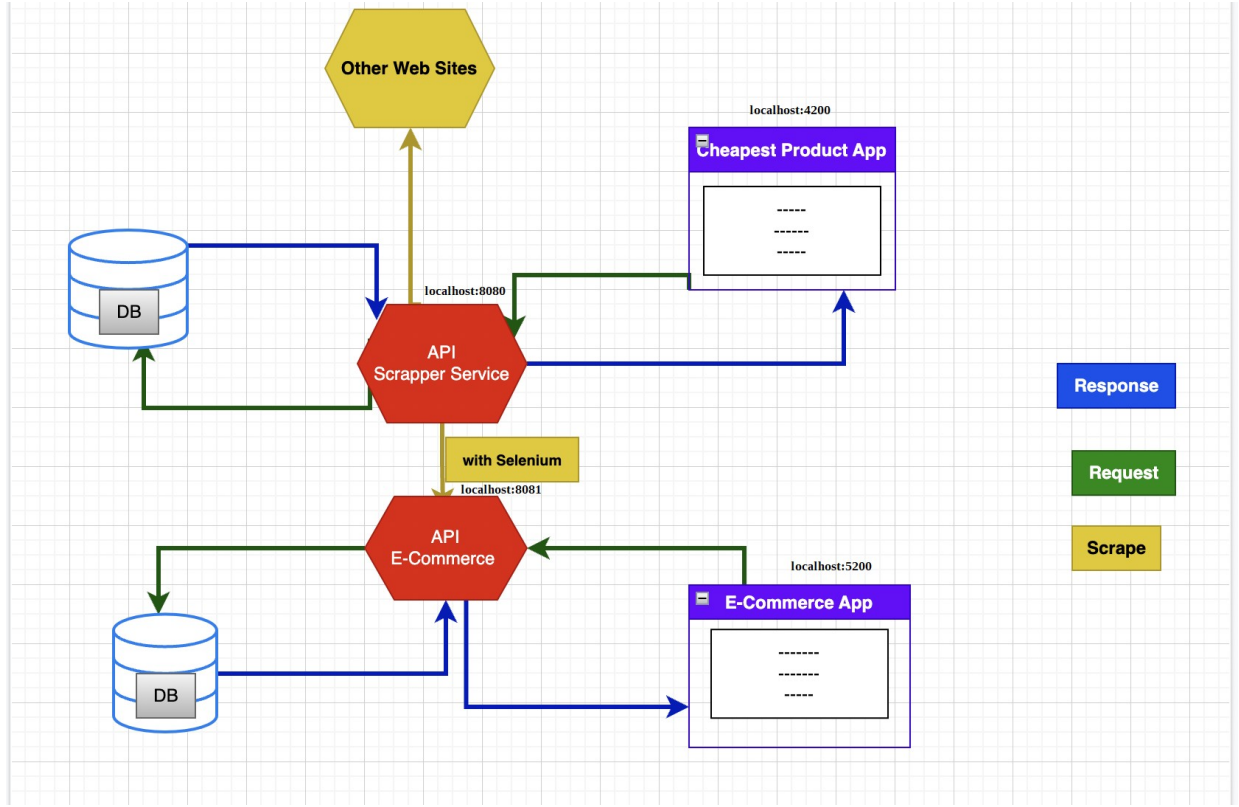 Other Web Sites
localhost:4200
Cheapest Product App
-----
------
-----
DB
localhost:8080
API
Scrapper Service
Response
with Selenium
Request
localhost:8081
API
E-Commerce
Scrape
localhost:5200
E-Commerce App
-------
-------
-----
DB